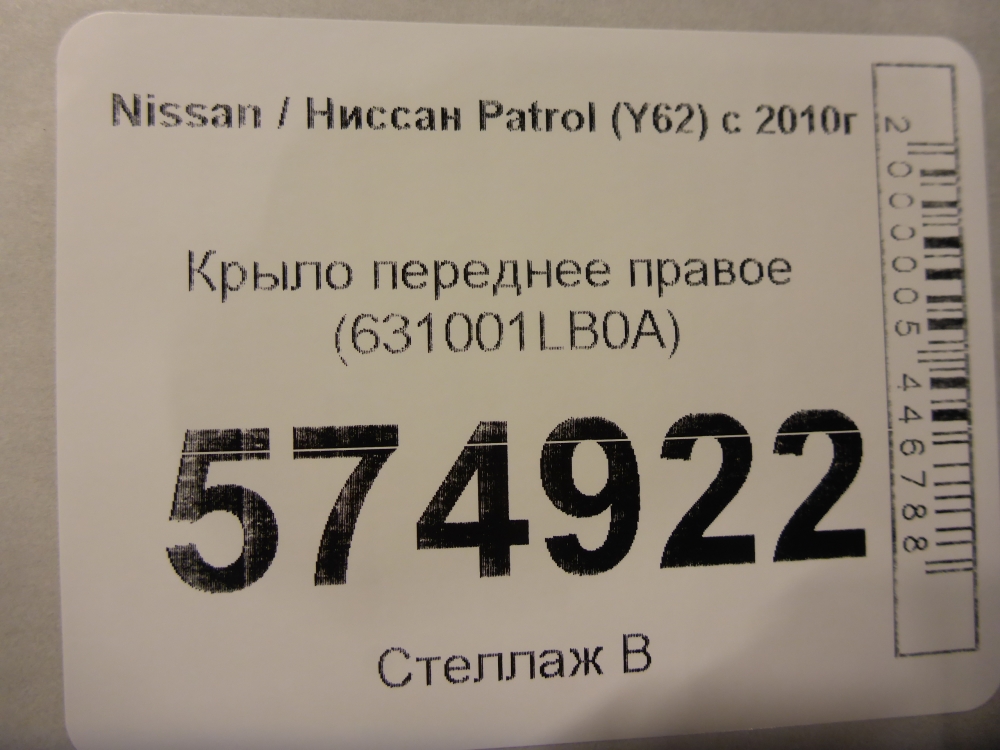 Nissan / Ниссан Patrol (Y62) с 2010г
Крыло переднее правое
(631001LB0A)
574922
Стеллаж В
2000005446788